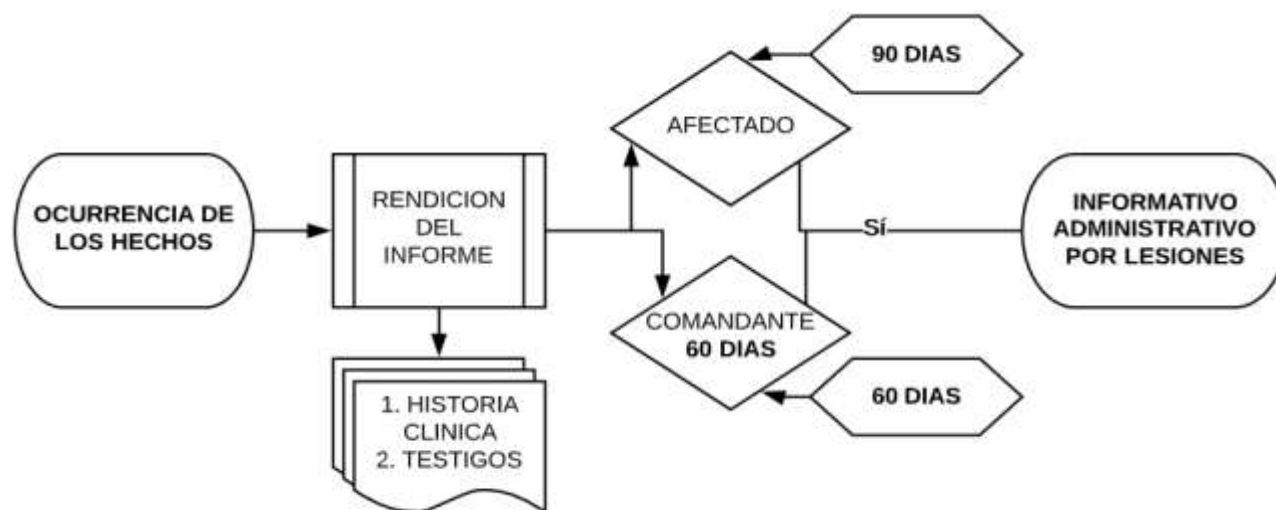 OCURRENCIA DE
LOS HECHOS
RENDICION
DEL
INFORME
1. HISTORIA
CLINICA
2. TESTIGOS
AFECTADO
90 DIAS
COMANDANTE
60 DIAS
60 DIAS
Sí
INFORMATIVO
ADMINISTRATIVO
POR LESIONES